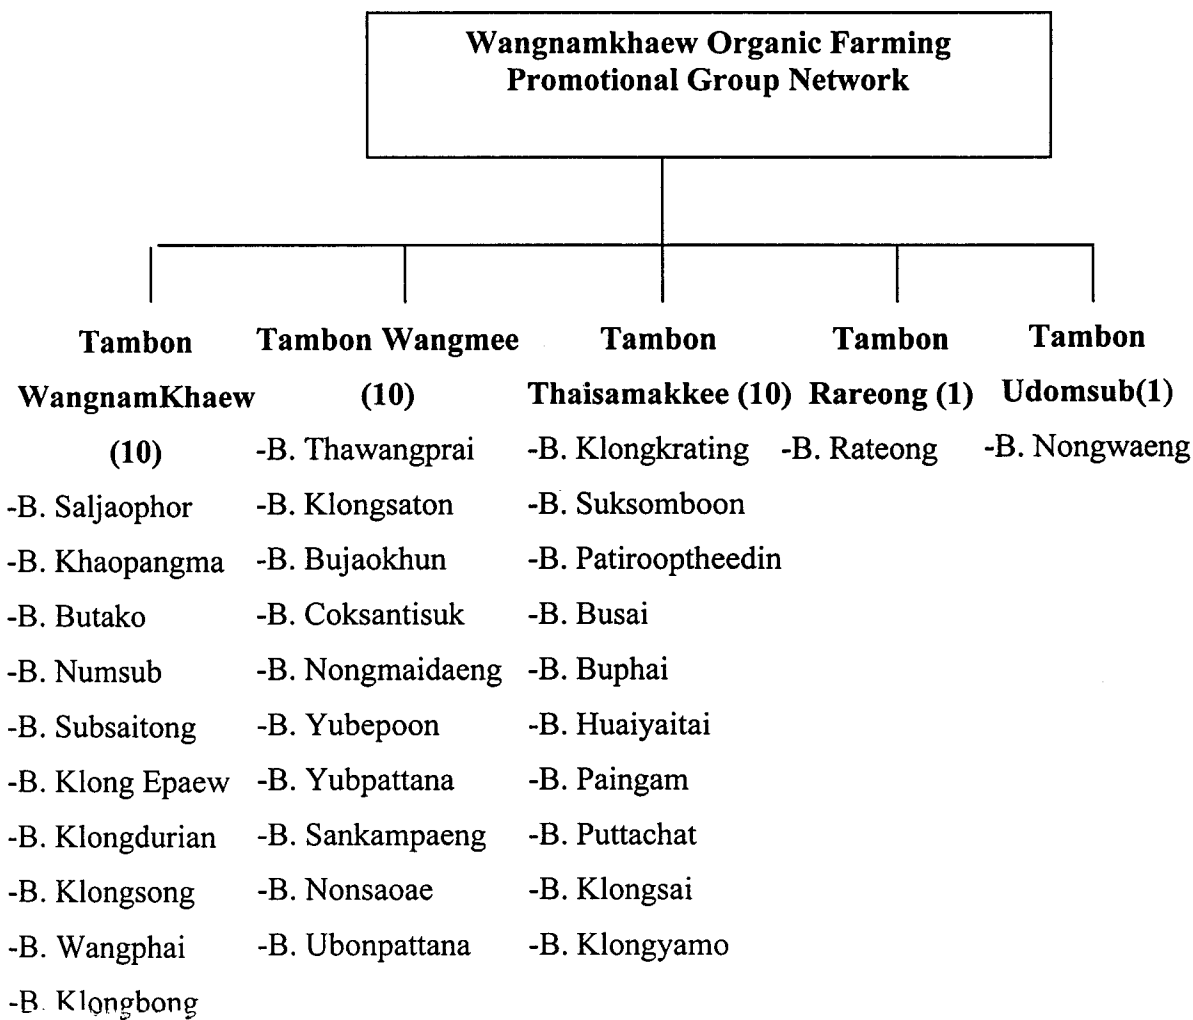 Wangnamkhaew Organic Farming
Promotional Group Network
Tambon
WangnamKhaew
(10)
-B. Saljaophor
-B. Khaopangma
-B. Butako
-B. Numsub
-B. Subsaitong
-B. Klong Epaew
-B. Klongdurian
-B. Klongsong
-B. Wangphai
-B. Klongbong
Tambon Wangmee
(10)
-B. Thawangprai
-B. Klongsaton
-B. Bujaokhun
-B. Coksantisuk
-B. Nongmaidaeng
-B. Yubepoon
-B. Yubpattana
-B. Sankampaeng
-B. Nonsaoae
-B. Ubonpattana
Tambon
Thaisamakkee (10)
-B. Klongkrating
-B. Suksomboon
-B. Patirooptheedin
-B. Busai
-B. Buphai
-B. Huaiyaitai
-B. Paingam
-B. Puttachat
-B. Klongsai
-B. Klongyamo
Tambon
Rareong (1)
-B. Rateong
Tambon
Udomsub(1)
-B. Nongwaeng